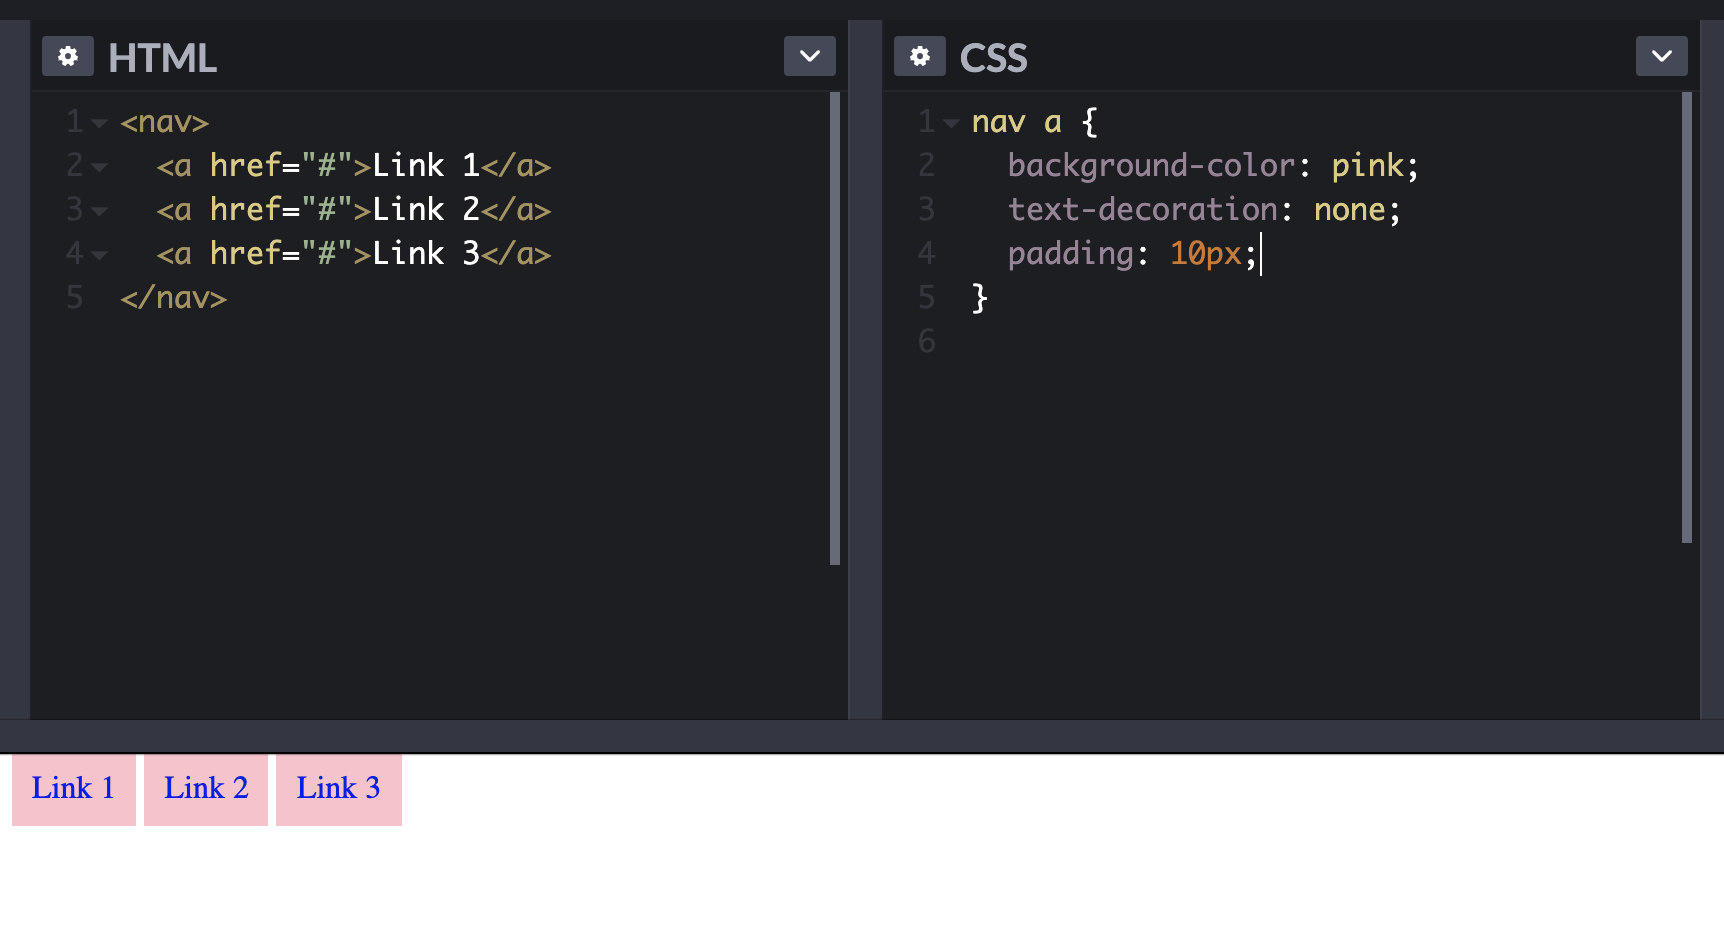 HTML
1 <nav>
2   <a href="#">Link 1</a>
3   <a href="#">Link 2</a>
4   <a href="#">Link 3</a>
5 </nav>
CSS
1 nav a {
2   background-color: pink;
3   text-decoration: none;
4   padding: 10px;
5 }
6
Link 1 Link 2 Link 3